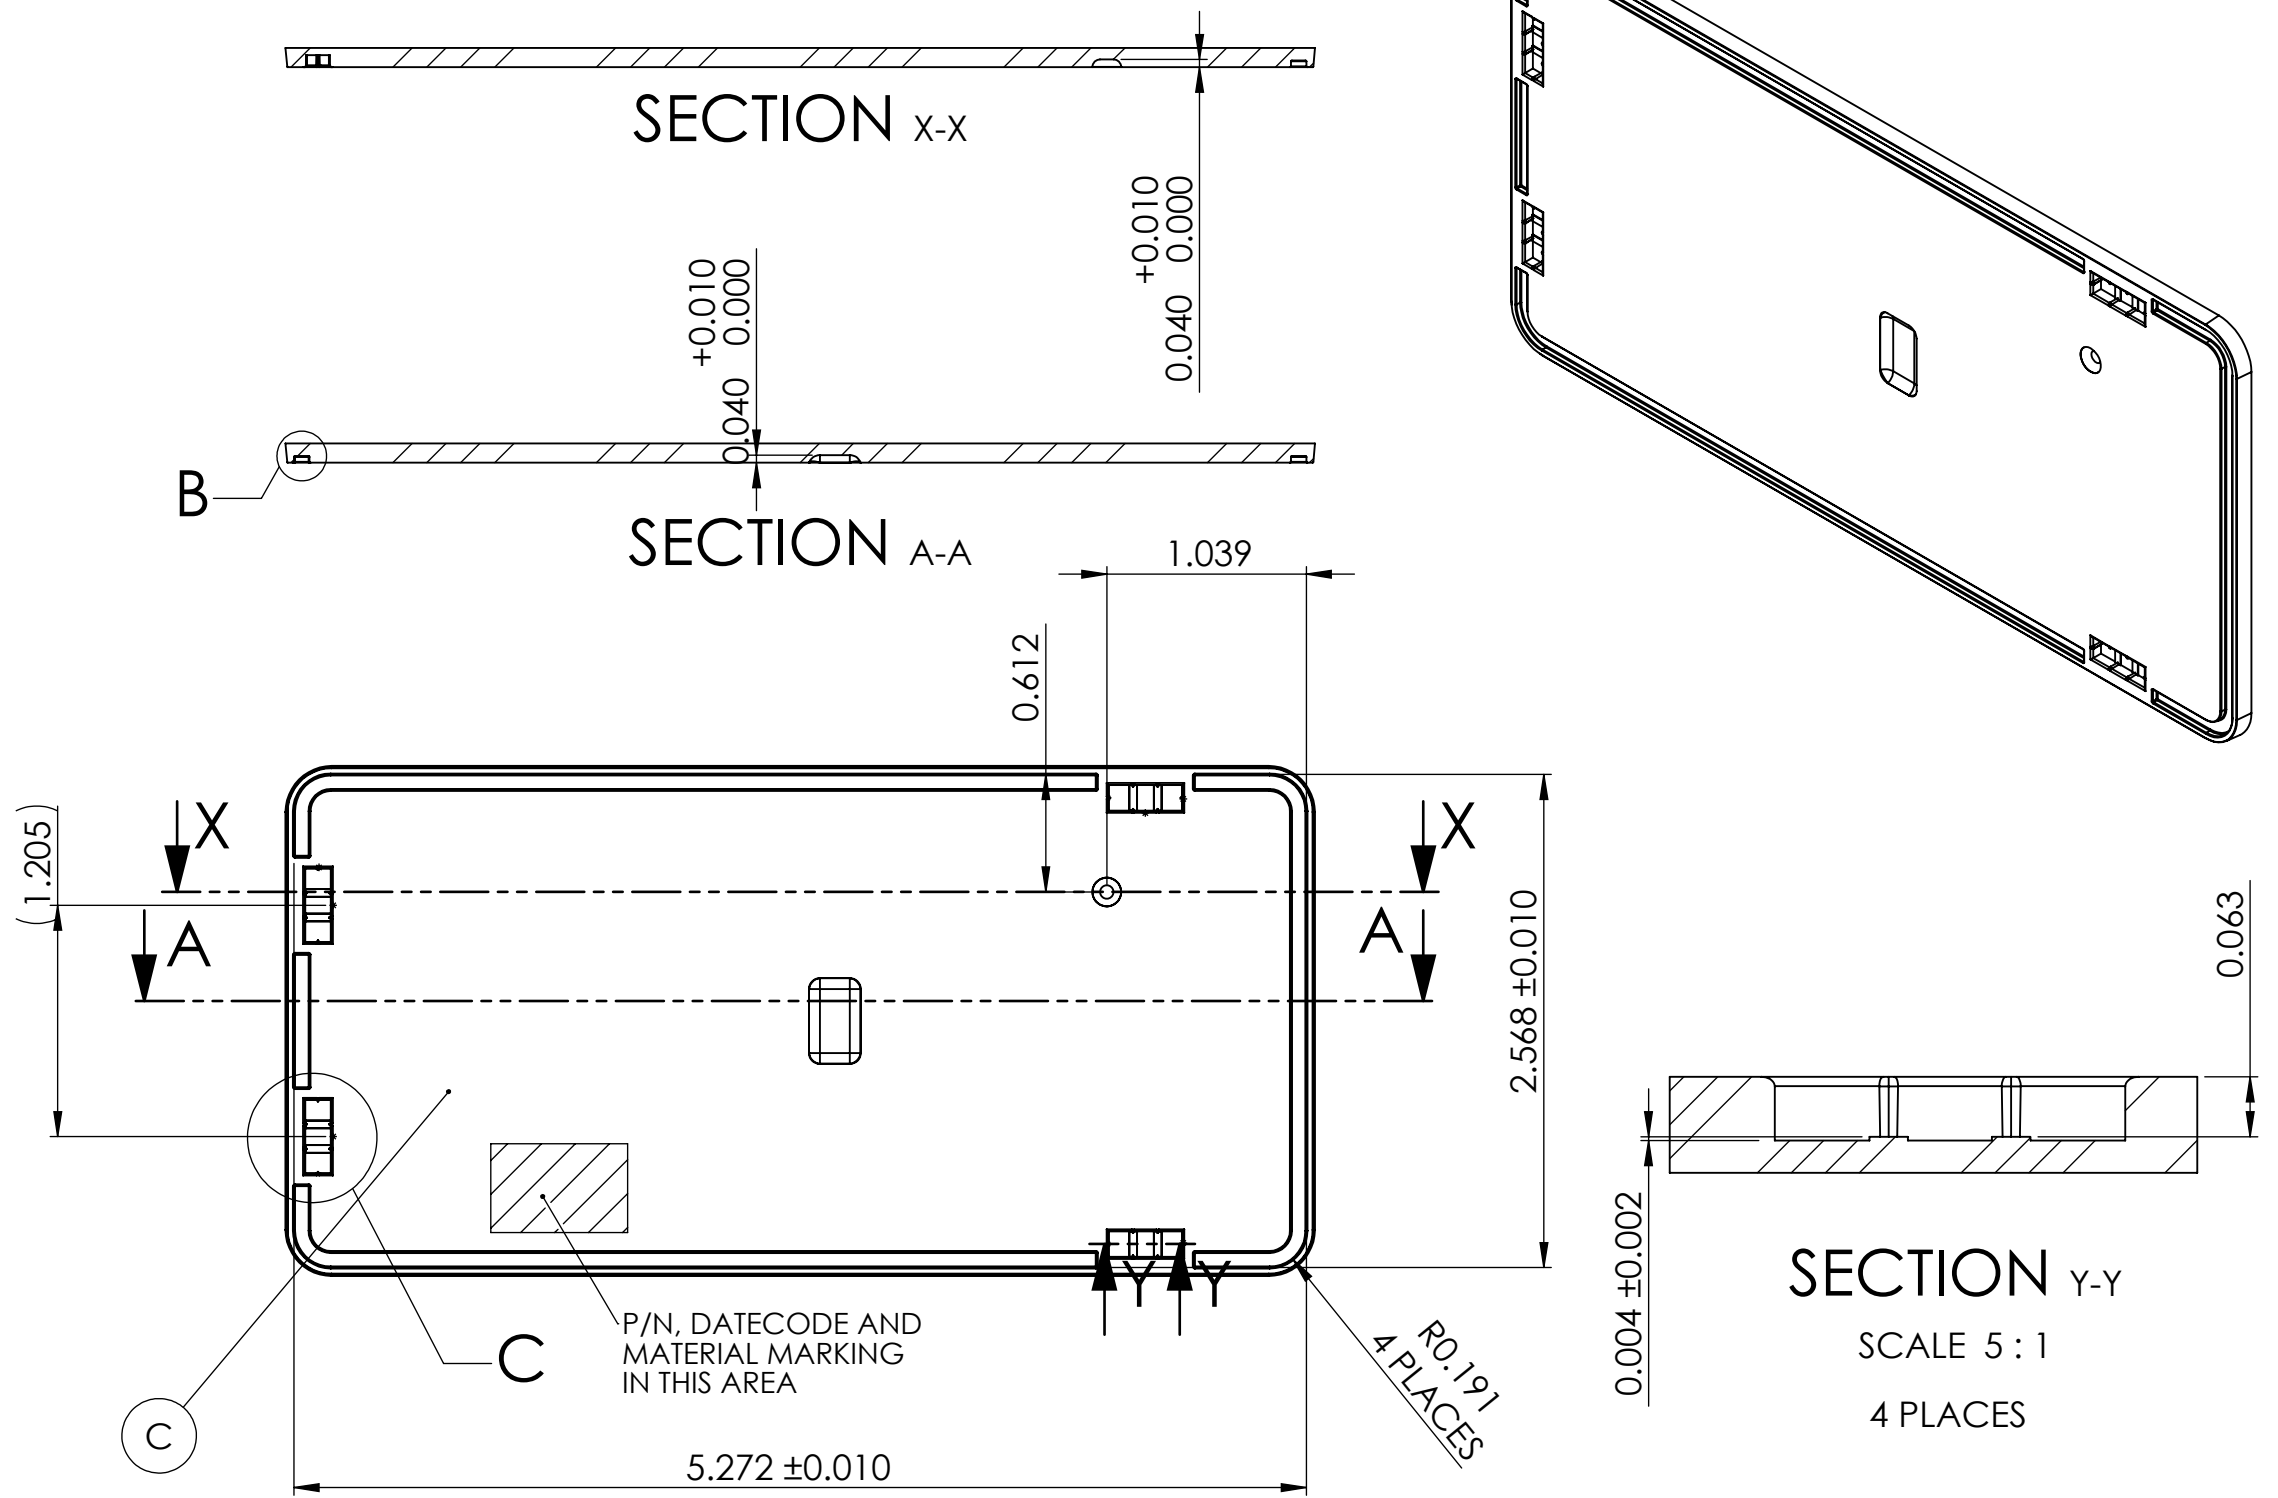 SECTION X-X
+0.010
0.040 0.000
+0.010
0.040 0.000
B
SECTION A-A
1.039
0.612
(1.205)
X
X
A
A
2.568 ±0.010
0.063
0.004 ±0.002
Y Y
SECTION Y-Y
SCALE 5 : 1
4 PLACES
P/N, DATECODE AND
MATERIAL MARKING
IN THIS AREA
C
C
R0.191
4 PLACES
5.272 ±0.010